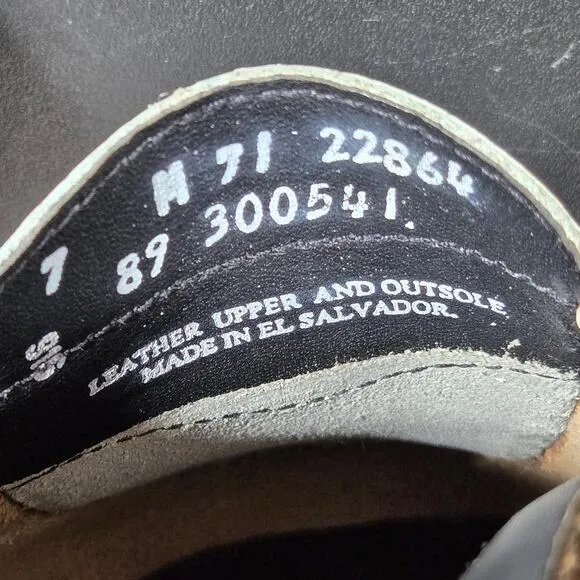 M 71 22864
7 89 300541.
LEATHER UPPER AND OUTSOLE
MADE IN EL SALVADOR.